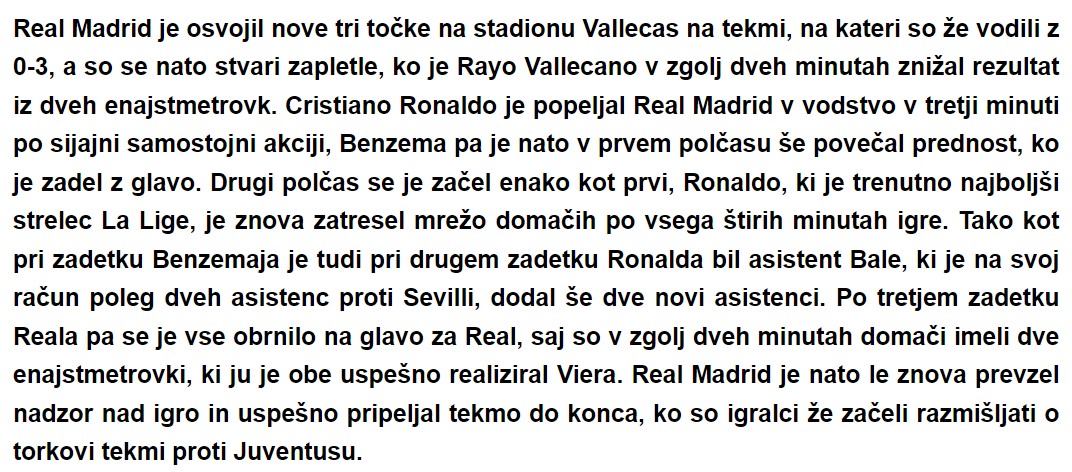 Real Madrid je osvojil nove tri točke na stadionu Vallecas na tekmi, na kateri so že vodili z
0-3, a so se nato stvari zapletle, ko je Rayo Vallecano v zgolj dveh minutah znižal rezultat
iz dveh enajstmetrovk. Cristiano Ronaldo je popeljal Real Madrid v vodstvo v tretji minuti
po sijajni samostojni akciji, Benzema pa je nato v prvem polčasu še povečal prednost, ko
je zadel z glavo. Drugi polčas se je začel enako kot prvi, Ronaldo, ki je trenutno najboljši
strelec La Lige, je znova zatresel mrežo domačih po vsega štirih minutah igre. Tako kot
pri zadetku Benzemaja je tudi pri drugem zadetku Ronalda bil asistent Bale, ki je na svoj
račun poleg dveh asistenc proti Sevilli, dodal še dve novi asistenci. Po tretjem zadetku
Reala pa se je vse obrnilo na glavo za Real, saj so v zgolj dveh minutah domači imeli dve
enajstmetrovki, ki ju je obe uspešno realiziral Viera. Real Madrid je nato le znova prevzel
nadzor nad igro in uspešno pripeljal tekmo do konca, ko so igralci že začeli razmišljati o
torkovi tekmi proti Juventusu.